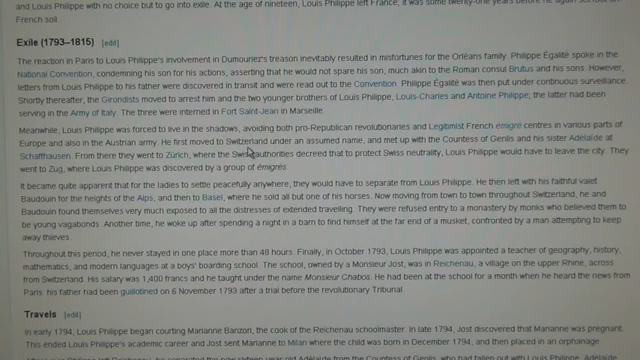 and Louis Philippe with no choice but to go into exile. At the age of nineteen, Louis Philippe left France, it was some twenty-one years before he again set foot on
French soil.
Exile (1793–1815) [edit]
The reaction in Paris to Louis Philippe's involvement in Dumouriez's treason inevitably resulted in misfortunes for the Orléans family. Philippe Égalité spoke in the
National Convention, condemning his son for his actions, asserting that he would not spare his son, much akin to the Roman consul Brutus and his sons. However,
letters from Louis Philippe to his father were discovered in transit and were read out to the Convention. Philippe Égalité was then put under continuous surveillance.
Shortly thereafter, the Girondists moved to arrest him and the two younger brothers of Louis Philippe, Louis-Charles and Antoine Philippe; the latter had been
serving in the Army of Italy. The three were interned in Fort Saint-Jean in Marseille.
Meanwhile, Louis Philippe was forced to live in the shadows, avoiding both pro-Republican revolutionaries and Legitimist French émigré centres in various parts of
Europe and also in the Austrian army. He first moved to Switzerland under an assumed name, and met up with the Countess of Genlis and his sister Adélaïde at
Schaffhausen. From there they went to Zürich, where the Swiss authorities decreed that to protect Swiss neutrality, Louis Philippe would have to leave the city. They
went to Zug, where Louis Philippe was discovered by a group of émigrés.
It became quite apparent that for the ladies to settle peacefully anywhere, they would have to separate from Louis Philippe. He then left with his faithful valet
Baudouin for the heights of the Alps, and then to Basel, where he sold all but one of his horses. Now moving from town to town throughout Switzerland, he and
Baudouin found themselves very much exposed to all the distresses of extended travelling. They were refused entry to a monastery by monks who believed them to
be young vagabonds. Another time, he woke up after spending a night in a barn to find himself at the far end of a musket, confronted by a man attempting to keep
away thieves.
Throughout this period, he never stayed in one place more than 48 hours. Finally, in October 1793, Louis Philippe was appointed a teacher of geography, history,
mathematics, and modern languages at a boys' boarding school. The school, owned by a Monsieur Jost, was in Reichenau, a village on the upper Rhine, across
from Switzerland. His salary was 1,400 francs and he taught under the name Monsieur Chabos. He had been at the school for a month when he heard the news from
Paris: his father had been guillotined on 6 November 1793 after a trial before the revolutionary Tribunal.
Travels [edit]
In early 1794, Louis Philippe began courting Marianne Banzori, the cook of the Reichenau schoolmaster. In late 1794, Jost discovered that Marianne was pregnant.
This ended Louis Philippe's academic career and Jost sent Marianne to Milan where the child was born in December 1794, and then placed in an orphanage